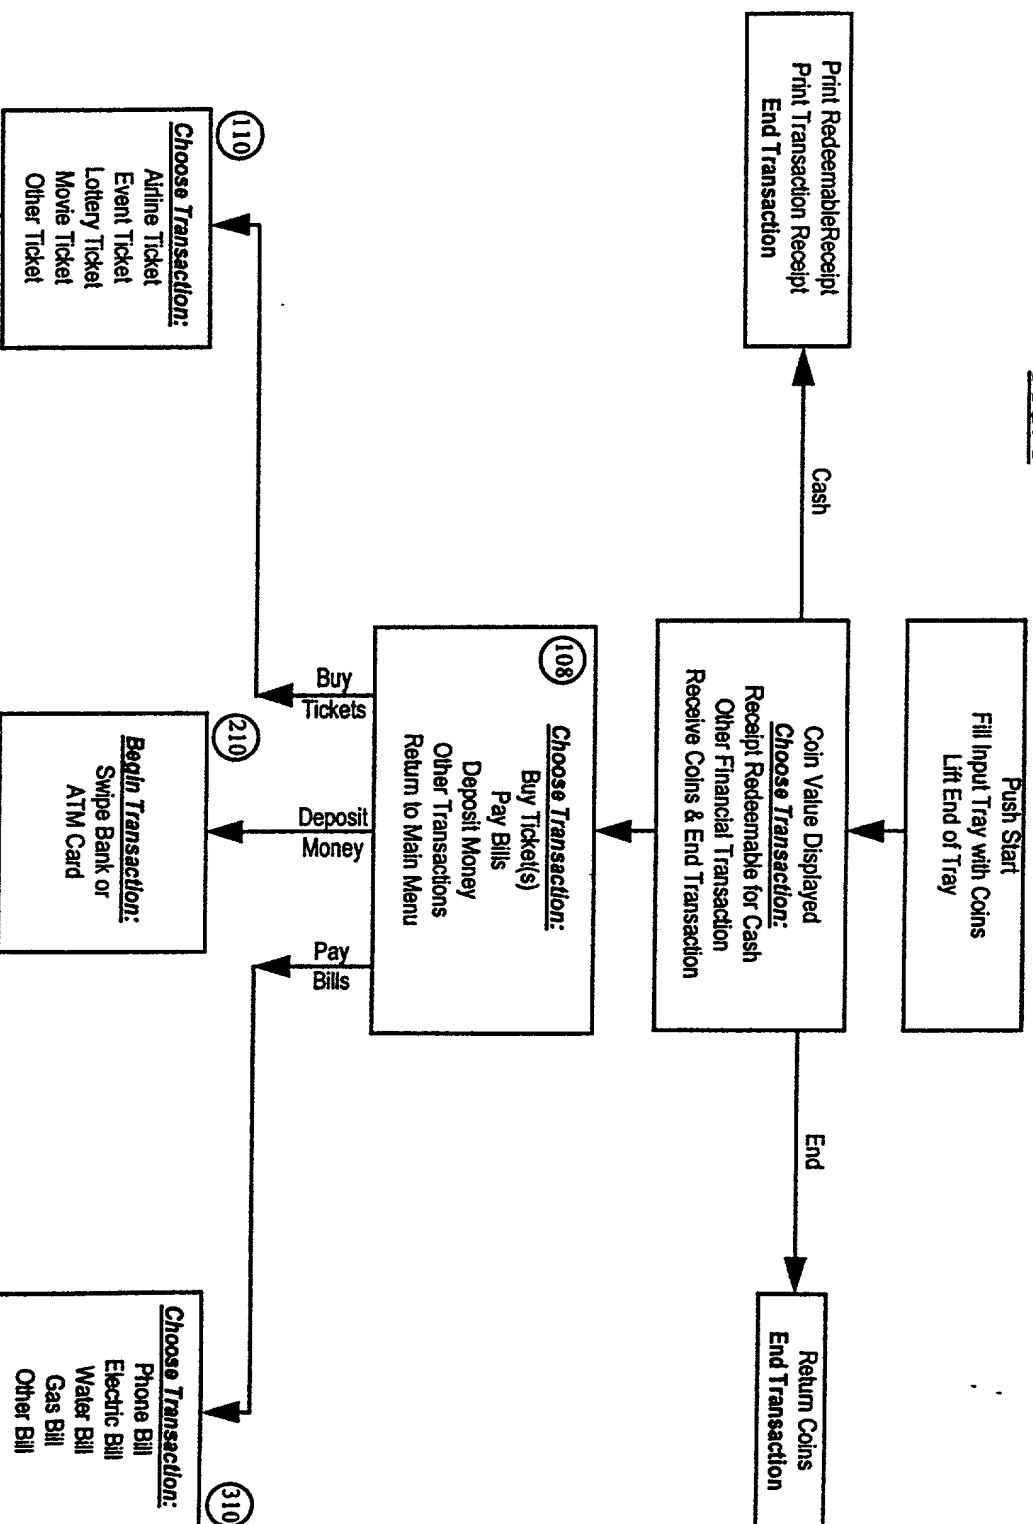 Push Start
Fill Input Tray with Coins
Lift End of Tray
Coin Value Displayed
Choose Transaction:
Receipt Redeemable for Cash
Other Financial Transaction
Receive Coins & End Transaction
Cash
Print RedeemableReceipt
Print Transaction Receipt
End Transaction
End
Return Coins
End Transaction
108
Choose Transaction:
Buy Ticket(s)
Pay Bills
Deposit Money
Other Transactions
Return to Main Menu
Buy
Tickets
Deposit
Money
Pay
Bills
110
Choose Transaction:
Airline Ticket
Event Ticket
Lottery Ticket
Movie Ticket
Other Ticket
210
Begin Transaction:
Swipe Bank or
ATM Card
310
Choose Transaction:
Phone Bill
Electric Bill
Water Bill
Gas Bill
Other Bill